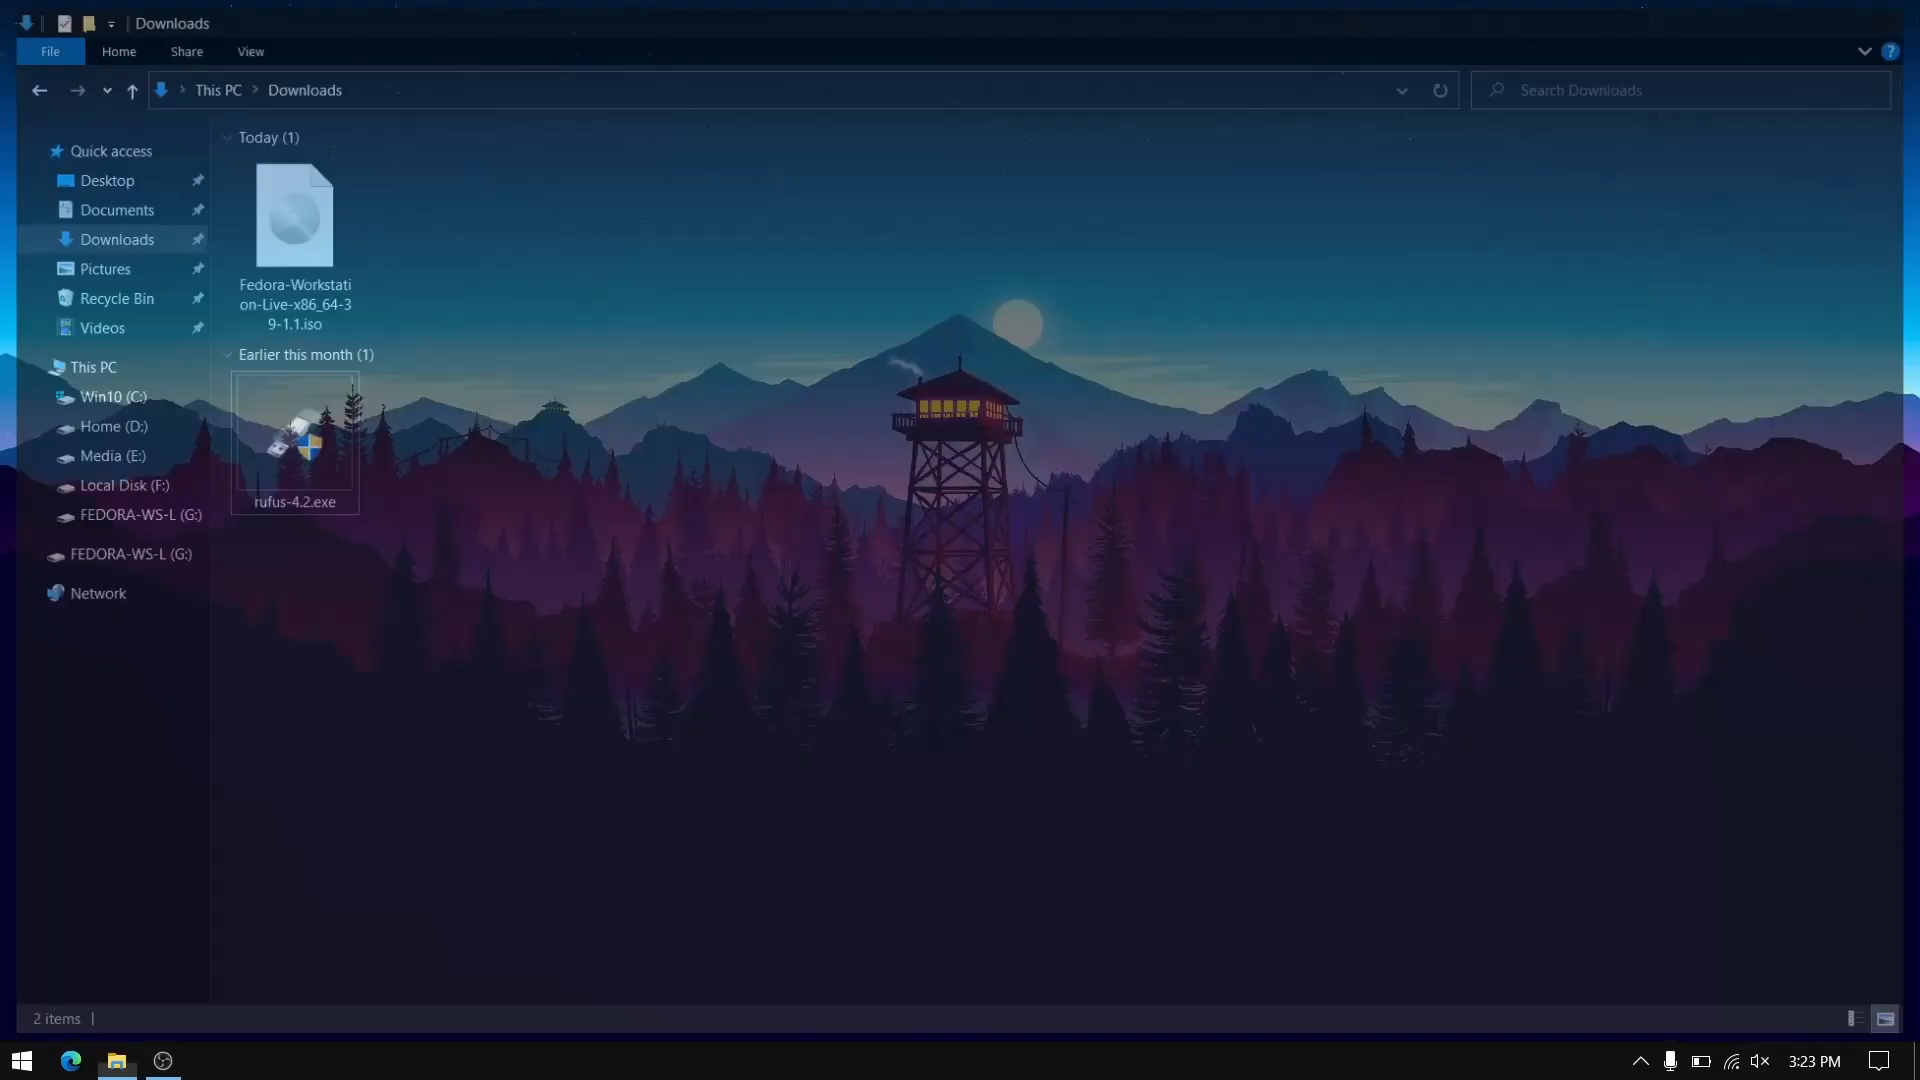 Downloads
File Home Share View
This PC Downloads Search Downloads
Quick access
Desktop
Documents
Downloads
Pictures
Recycle Bin
Videos
This PC
Win10 (C:)
Home (D:)
Media (E:)
Local Disk (F:)
FEDORA-WS-L (G:)
FEDORA-WS-L (G:)
Network
Today (1)
Fedora-Workstati
on-Live-x86_64-3
9-1.1.iso
Earlier this month (1)
rufus-4.2.exe
2 items
3:23 PM